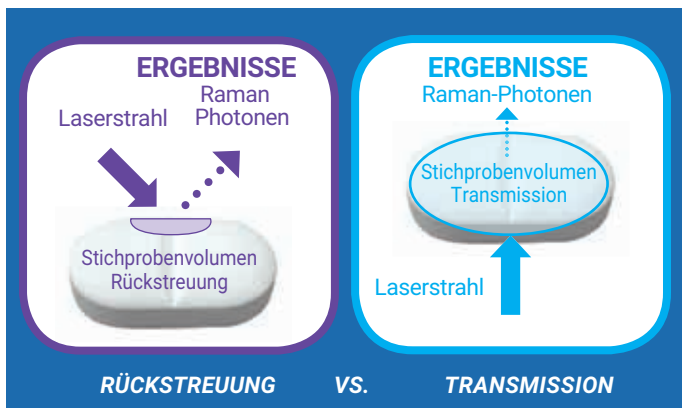 ERGEBNISSE
Raman
Photonen
Laserstrahl
Stichprobenvolumen
Rückstreuung
ERGEBNISSE
Raman-Photonen
Stichprobenvolumen
Transmission
Laserstrahl
RÜCKSTREUUNG VS. TRANSMISSION